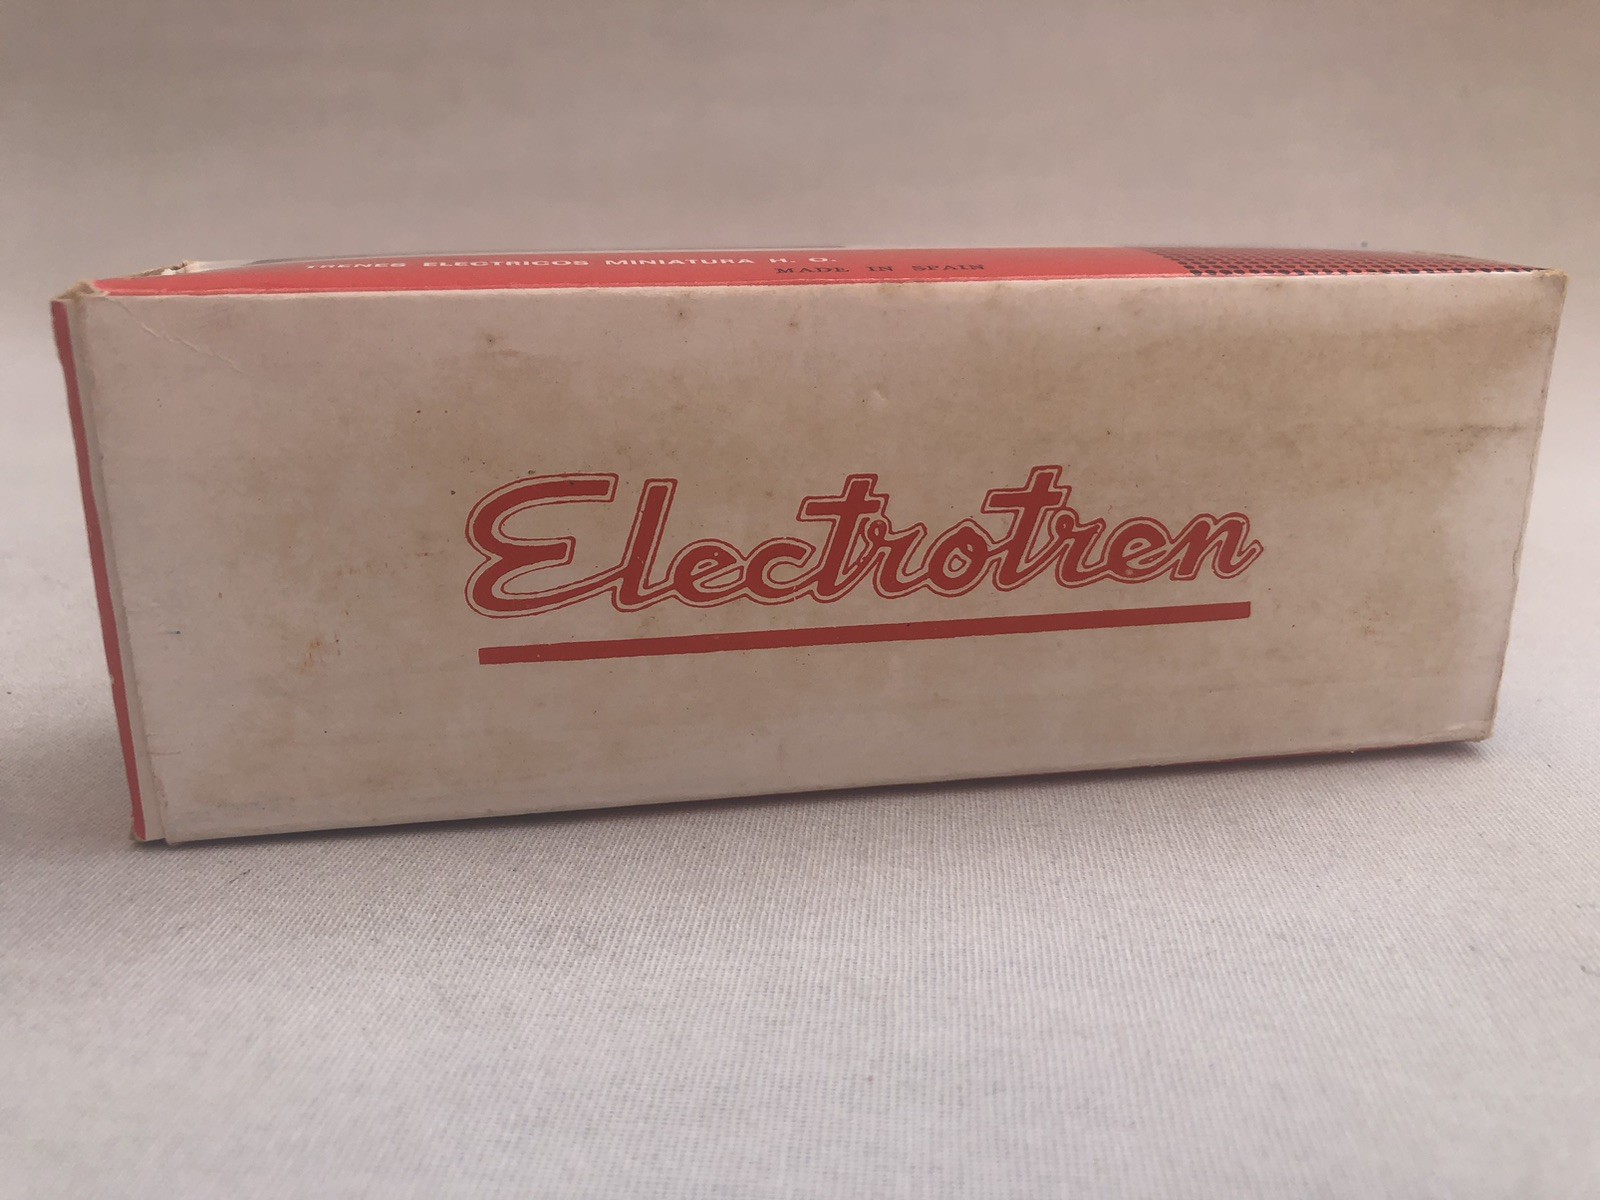 TRENES ELECTRICOS MINIATURA H. O.
MADE IN SPAIN
Electrotren